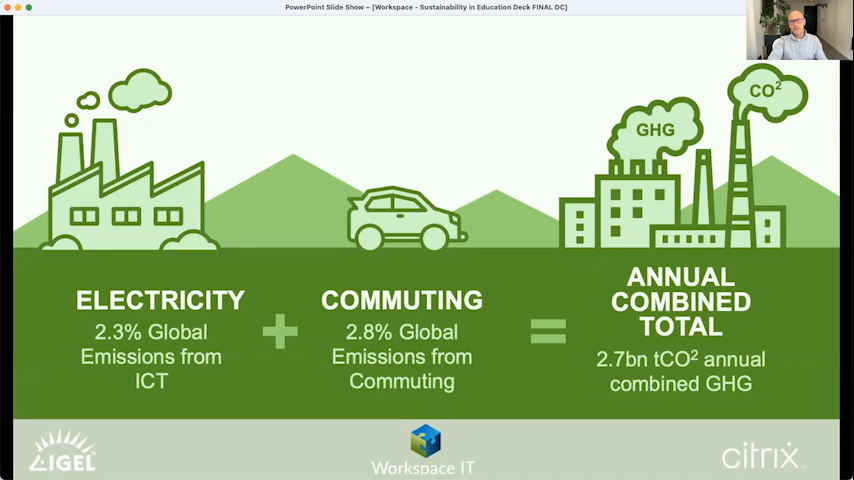 PowerPoint Slide Show – [Workspace - Sustainability in Education Deck FINAL DC]
GHG
CO²
ELECTRICITY
2.3% Global
Emissions from
ICT
+
COMMUTING
2.8% Global
Emissions from
Commuting
=
ANNUAL
COMBINED
TOTAL
2.7bn tCO² annual
combined GHG
IGEL
Workspace IT
citrix